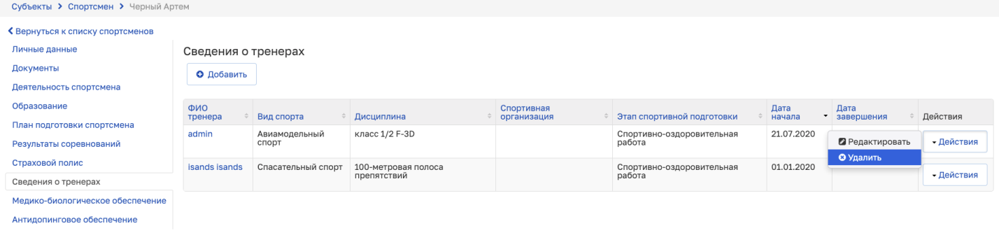 Субъекты > Спортсмен > Черный Артем
Вернуться к списку спортсменов
Личные данные
Документы
Деятельность спортсмена
Образование
План подготовки спортсмена
Результаты соревнований
Страховой полис
Сведения о тренерах
Медико-биологическое обеспечение
Антидопинговое обеспечение
Сведения о тренерах
Добавить
ФИО тренера Вид спорта Дисциплина Спортивная организация Этап спортивной подготовки Дата начала Дата завершения Действия
admin Авиамодельный спорт класс 1/2 F-3D Спортивно-оздоровительная работа 21.07.2020 Действия
Редактировать
Удалить
isands isands Спасательный спорт 100-метровая полоса препятствий Спортивно-оздоровительная работа 01.01.2020 Действия